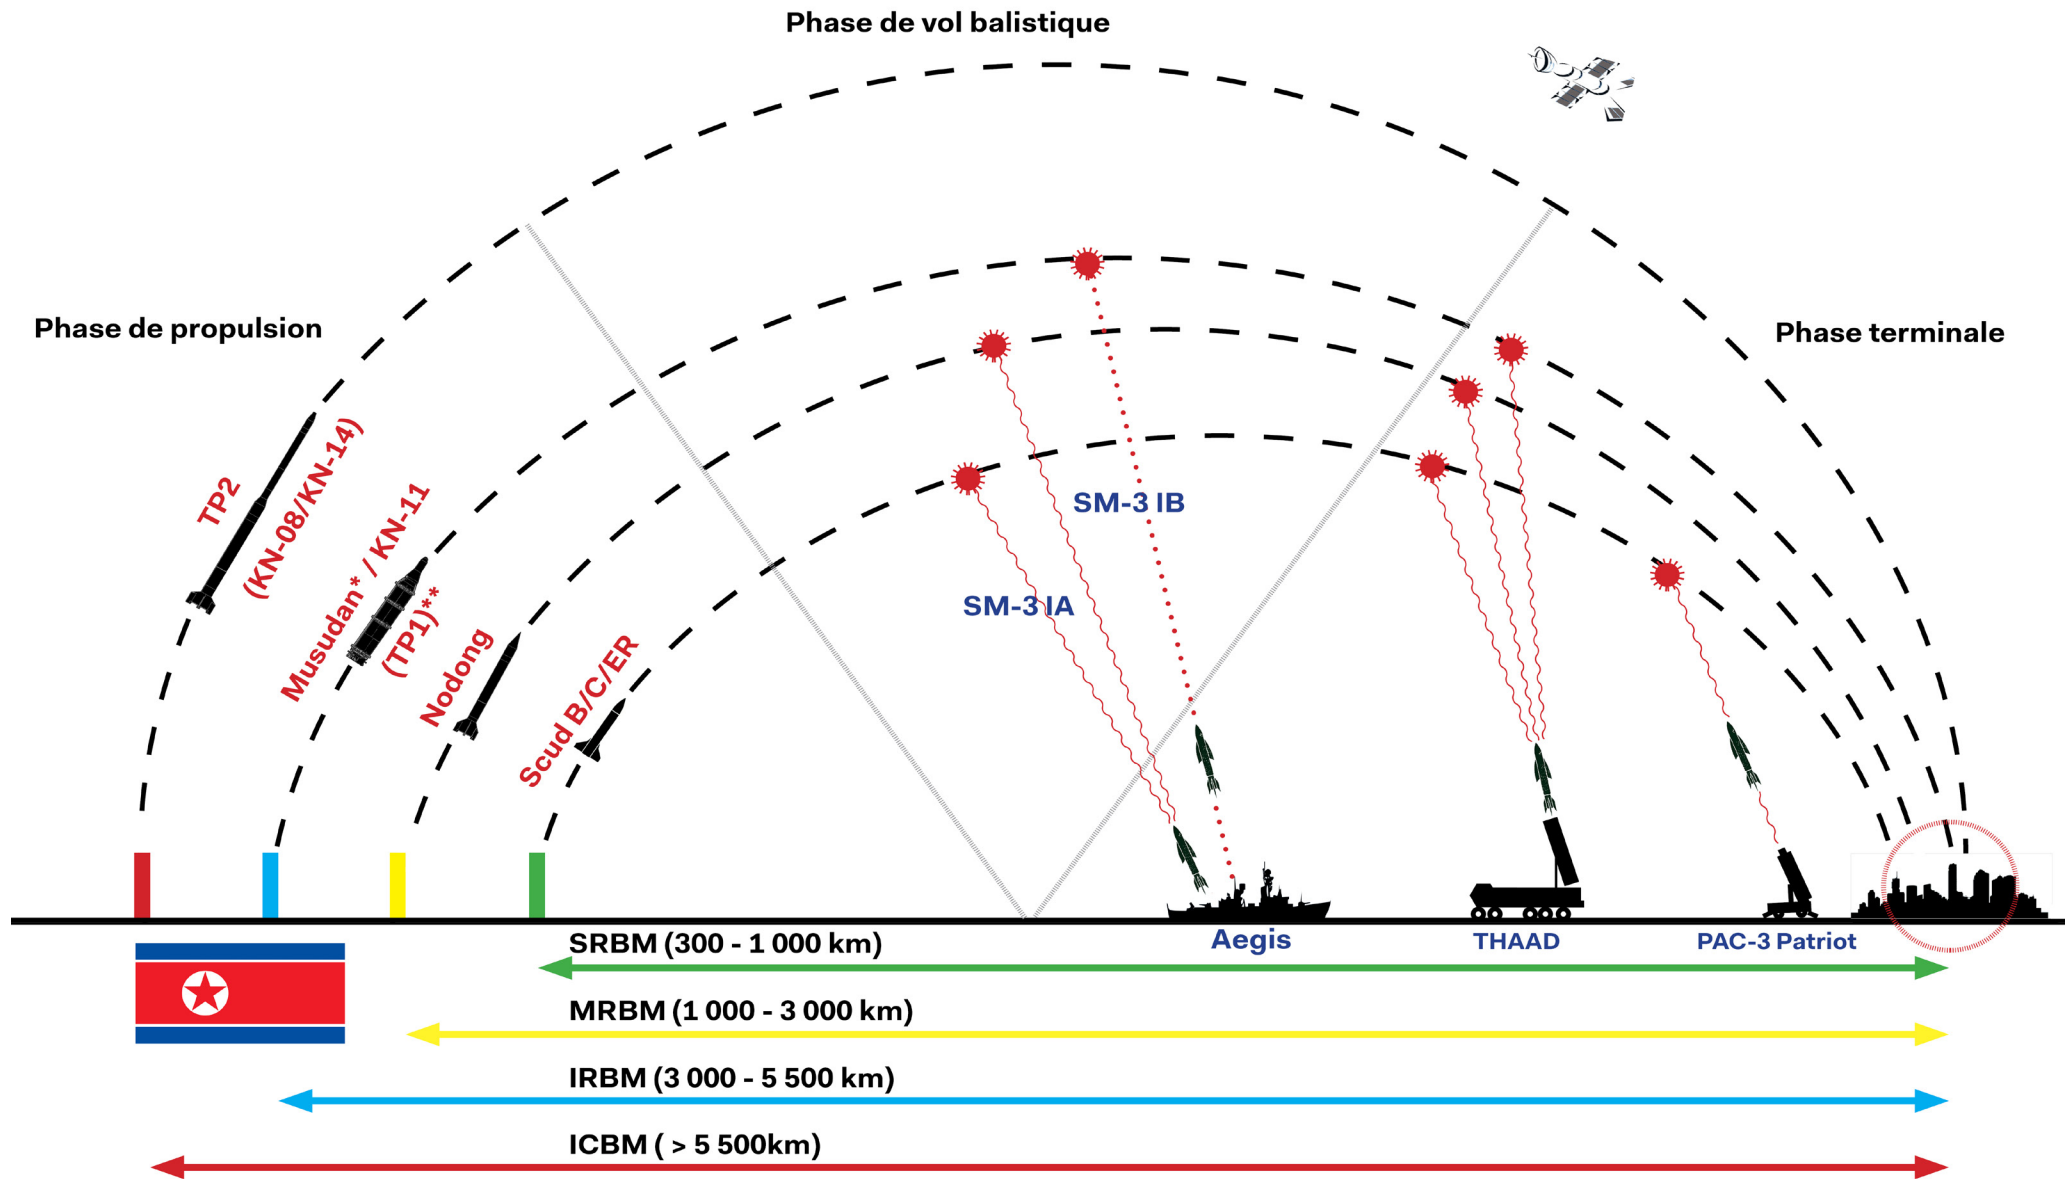 Phase de vol balistique
Phase de propulsion
Phase terminale
TP2
(KN-08/KN-14)
Musudan* / KN-11
(TP1)**
Nodong
Scud B/C/ER
SM-3 IB
SM-3 IA
Aegis
THAAD
PAC-3 Patriot
SRBM (300 - 1 000 km)
MRBM (1 000 - 3 000 km)
IRBM (3 000 - 5 500 km)
ICBM ( > 5 500km)